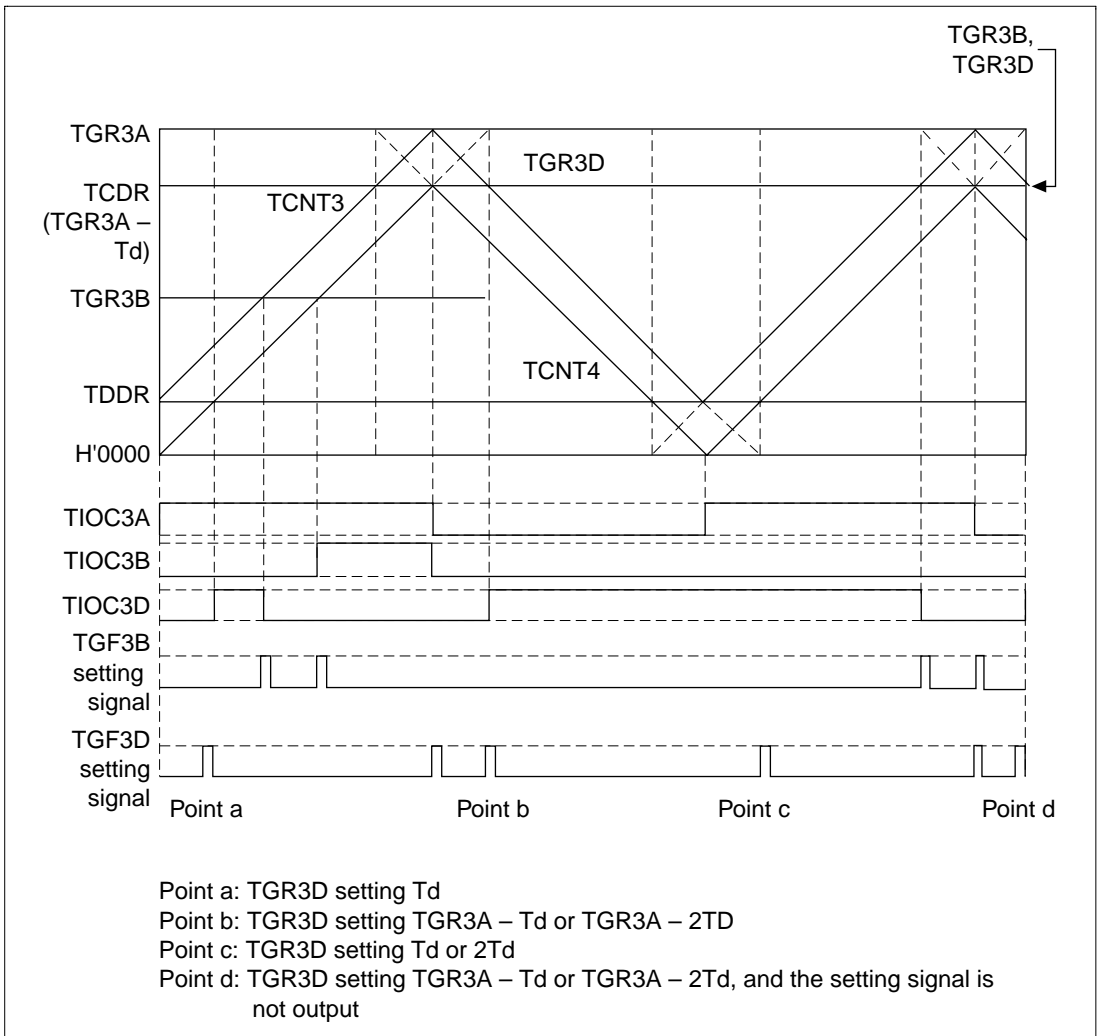 TGR3B,
TGR3D
TGR3A
TGR3D
TCDR
(TGR3A –
Td)
TCNT3
TGR3B
TCNT4
TDDR
H'0000
TIOC3A
TIOC3B
TIOC3D
TGF3B
setting
signal
TGF3D
setting
signal
Point a
Point b
Point c
Point d
Point a: TGR3D setting Td
Point b: TGR3D setting TGR3A – Td or TGR3A – 2TD
Point c: TGR3D setting Td or 2Td
Point d: TGR3D setting TGR3A – Td or TGR3A – 2Td, and the setting signal is
not output